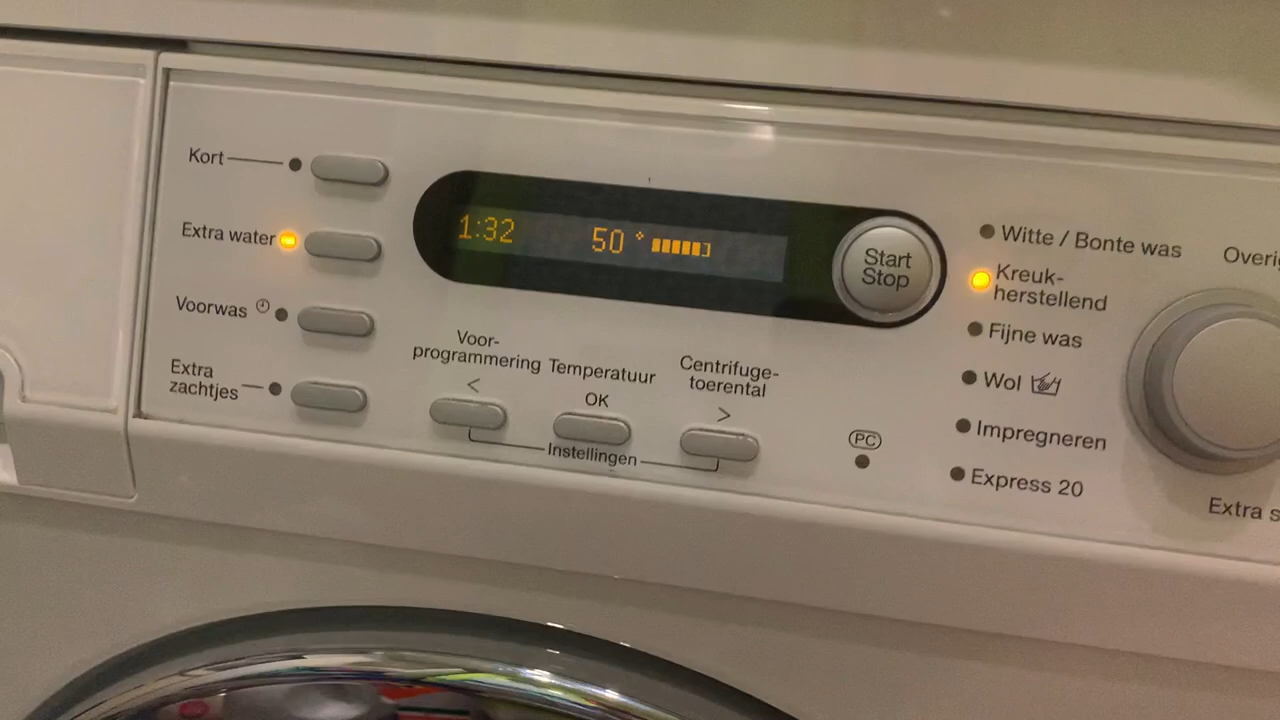 Kort
Extra water
Voorwas
Extra
zachtjes
1:32 50°
Start
Stop
Voor-
programmering
<
Temperatuur
OK
Centrifuge-
toerental
>
Instellingen
PC
Witte / Bonte was
Kreuk-
herstellend
Fijne was
Wol
Impregneren
Express 20
Extra